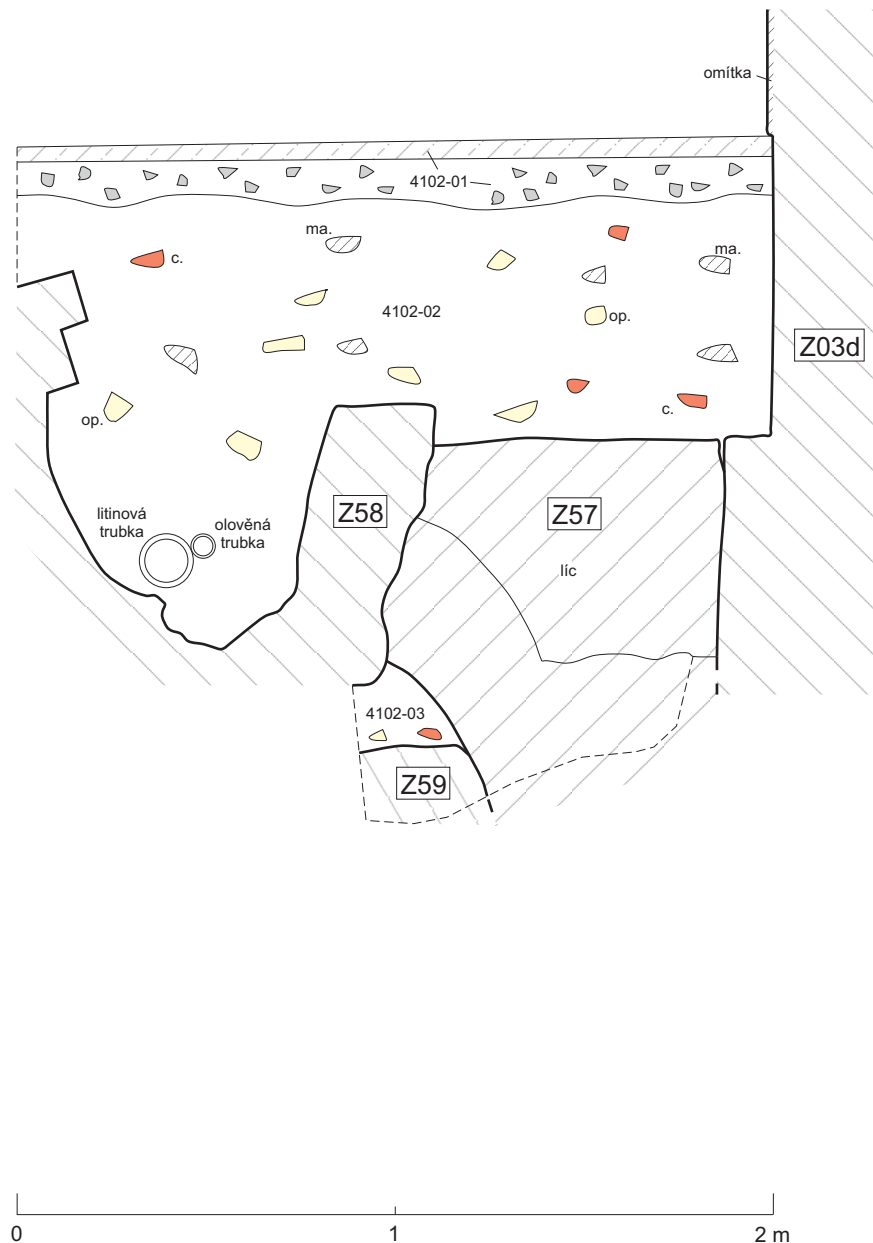 omítka
4102-01
ma.
c.
ma.
4102-02
op.
Z03d
op.
c.
Z58
Z57
litinová
trubka
olověná
trubka
líc
4102-03
Z59
0
1
2 m